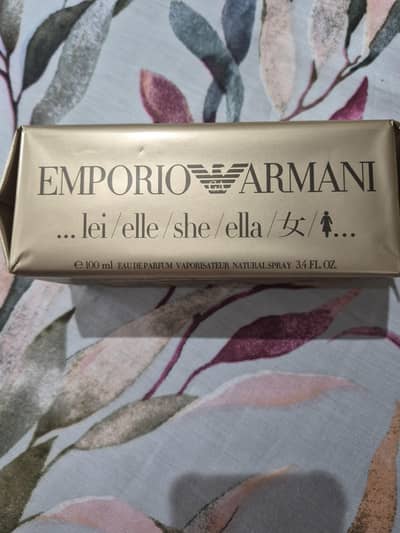 EMPORIO ARMANI
...lei/elle/she/ella/女/...
℮ 100 ml EAU DE PARFUM VAPORISATEUR NATURAL SPRAY 3.4 FL. OZ.